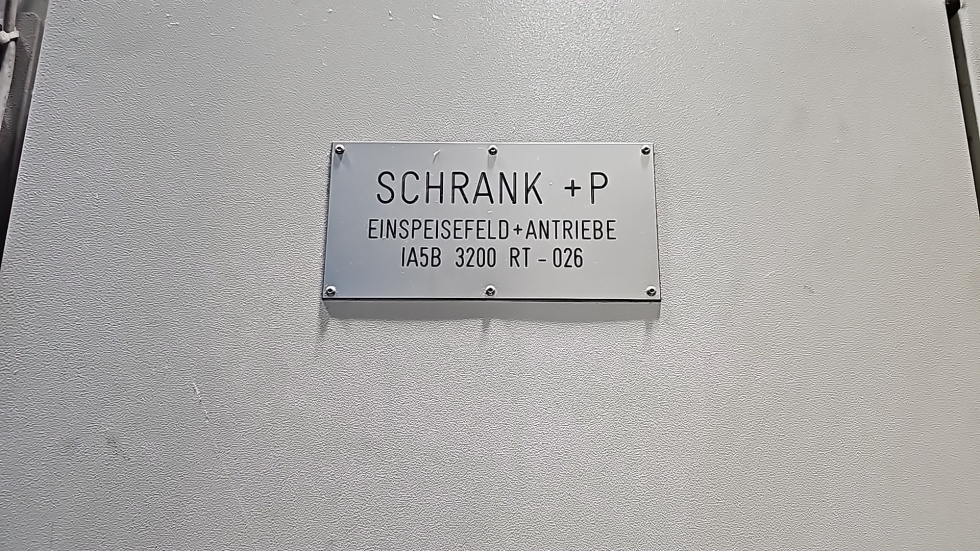 SCHRANK +P
EINSPEISEFELD+ANTRIEBE
IA5B 3200 RT - 026